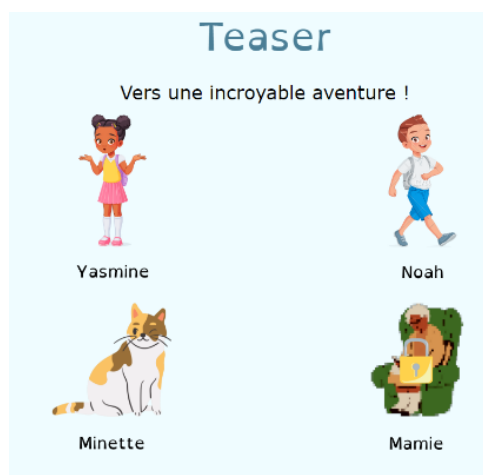 Teaser
Vers une incroyable aventure !
Yasmine
Noah
Minette
Mamie